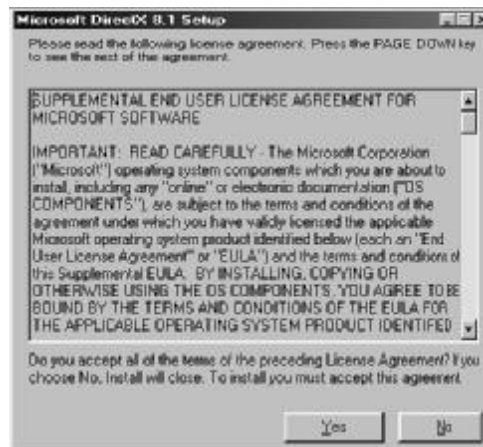 Microsoft DirectX 8.1 Setup
Please read the following license agreement. Press the PAGE DOWN key
to see the rest of the agreement.
SUPPLEMENTAL END USER LICENSE AGREEMENT FOR
MICROSOFT SOFTWARE
IMPORTANT: READ CAREFULLY - The Microsoft Corporation
("Microsoft") operating system components which you are about to
install, including any "online" or electronic documentation ("OS
COMPONENTS"), are subject to the terms and conditions of the
agreement under which you have validly licensed the applicable
Microsoft operating system product identified below (each an "End
User License Agreement" or "EULA") and the terms and conditions of
this Supplemental EULA. BY INSTALLING, COPYING OR
OTHERWISE USING THE OS COMPONENTS, YOU AGREE TO BE
BOUND BY THE TERMS AND CONDITIONS OF THE EULA FOR
THE APPLICABLE OPERATING SYSTEM PRODUCT IDENTIFIED
Do you accept all of the terms of the preceding License Agreement? If you
choose No, Install will close. To install you must accept this agreement
Yes No